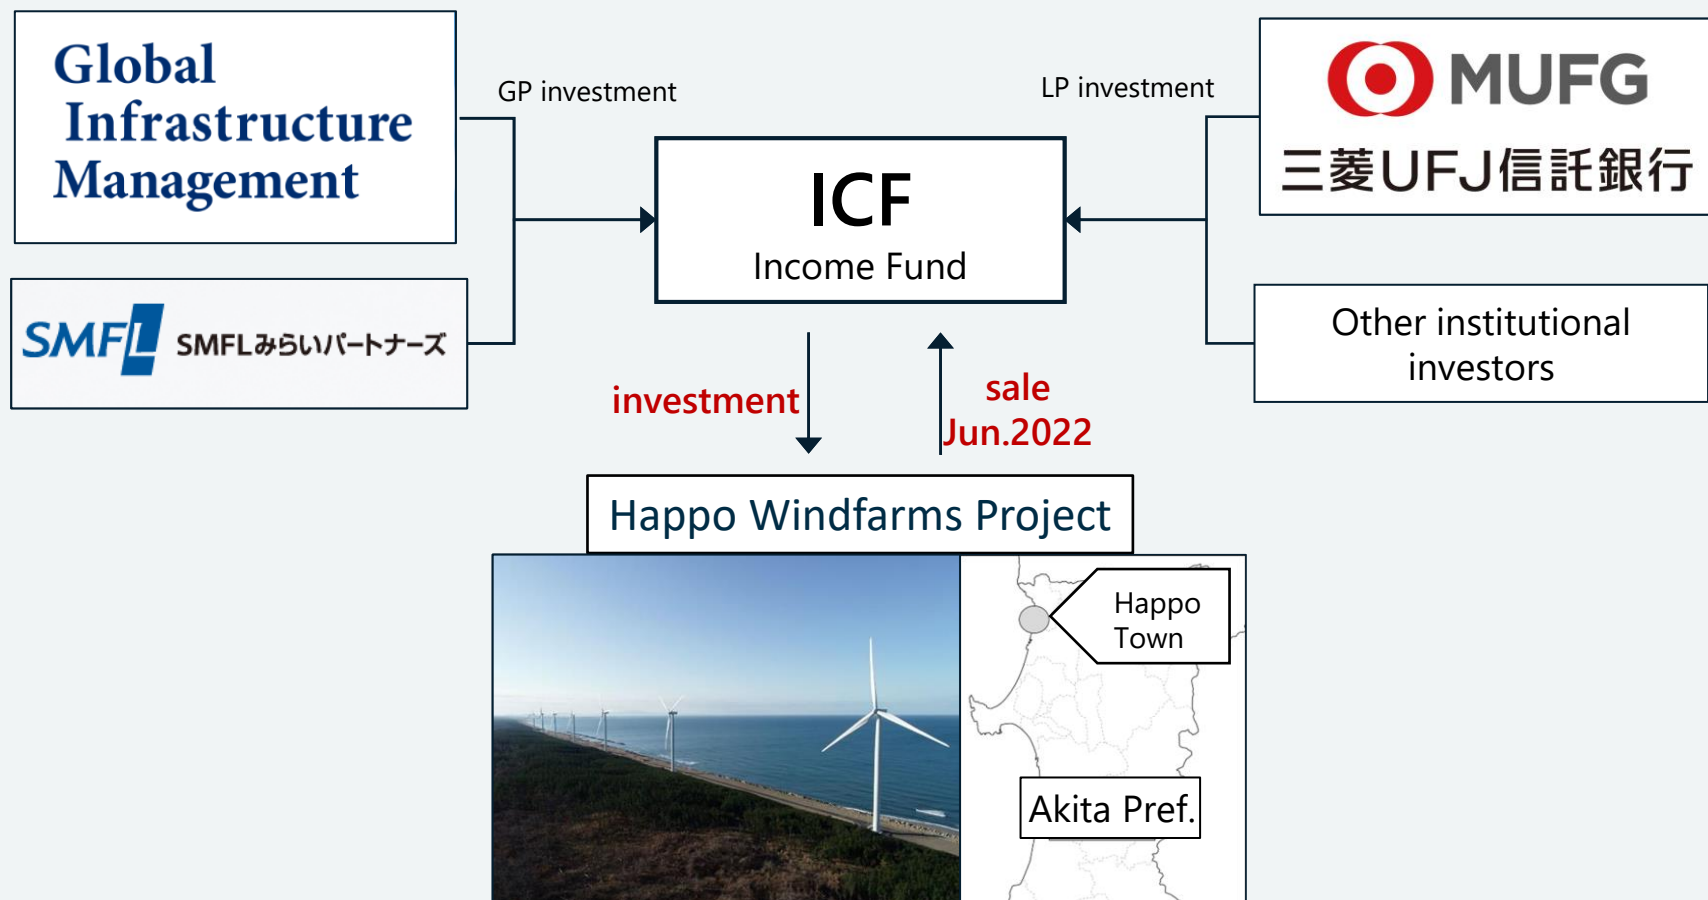 Global
Infrastructure
Management
GP investment
SMFL SMFLみらいパートナーズ
ICF
Income Fund
LP investment
MUFG
三菱UFJ信託銀行
Other institutional
investors
investment
sale
Jun.2022
Happo Windfarms Project
Happo
Town
Akita Pref.